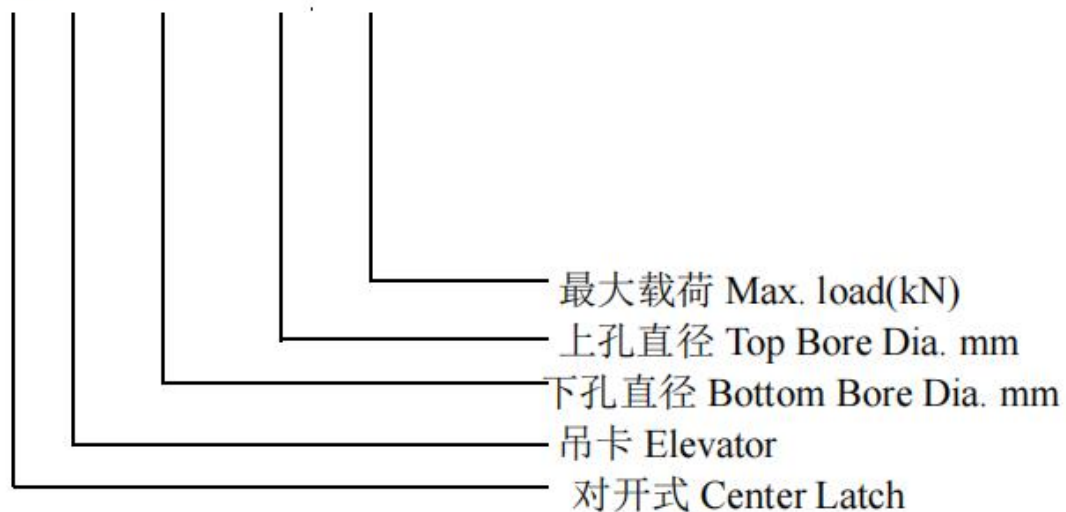 最大载荷 Max. load(kN)
上孔直径 Top Bore Dia. mm
下孔直径 Bottom Bore Dia. mm
吊卡 Elevator
对开式 Center Latch